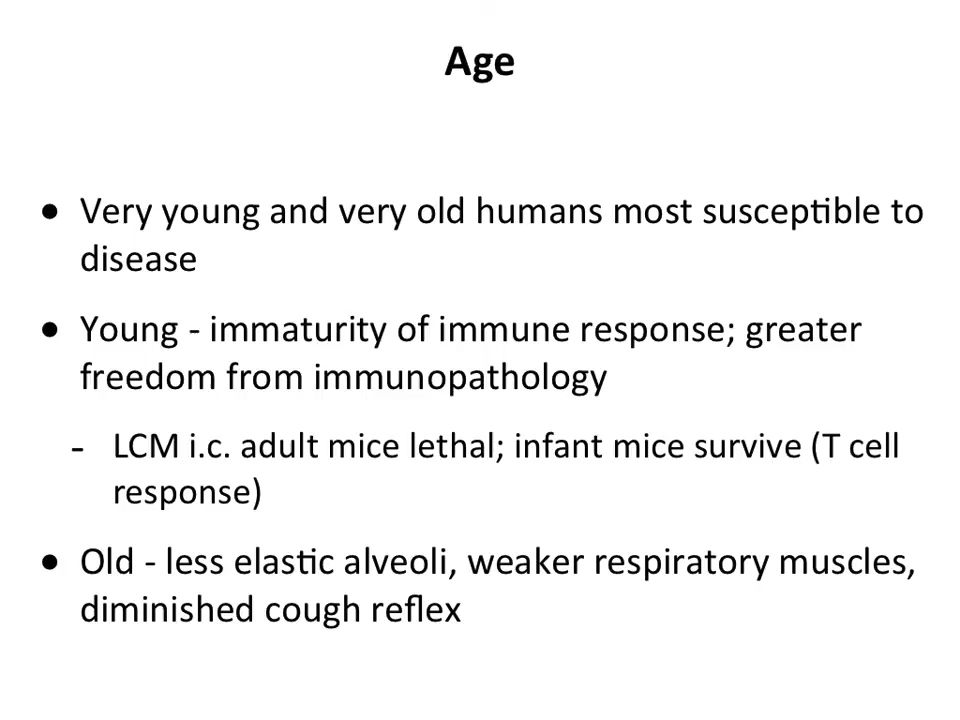 Age
• Very young and very old humans most susceptible to
disease
• Young - immaturity of immune response; greater
freedom from immunopathology
- LCM i.c. adult mice lethal; infant mice survive (T cell
response)
• Old - less elastic alveoli, weaker respiratory muscles,
diminished cough reflex